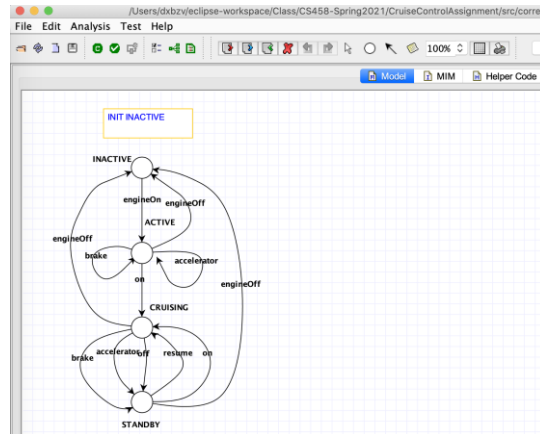 /Users/dxbzv/eclipse-workspace/Class/CS458-Spring2021/CruiseControlAssignment/src/corre
File Edit Analysis Test Help
100%
Model MIM Helper Code
INIT INACTIVE
INACTIVE
engineOn engineOff
ACTIVE
engineOff
brake
accelerator
on
engineOff
CRUISING
brake accelerator off resume on
STANDBY